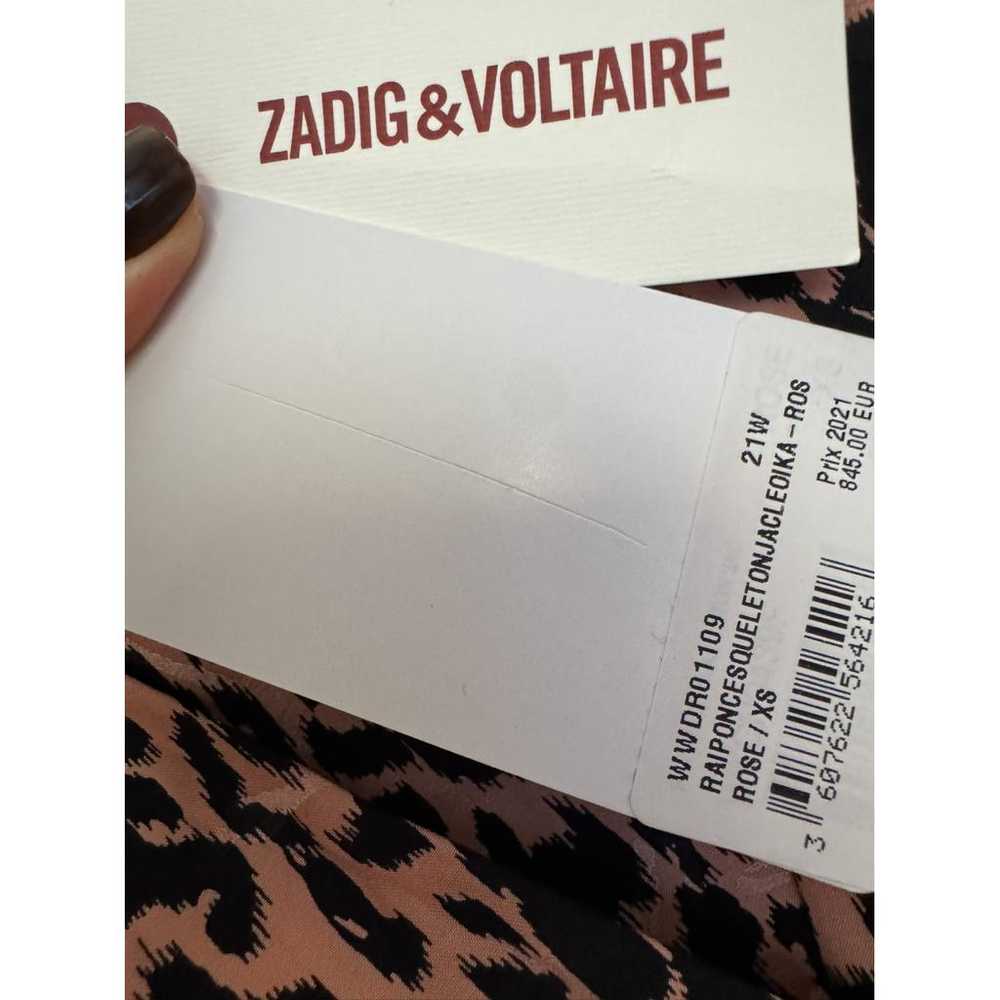 ZADIG&VOLTAIRE
WWDR01109
21W
RAIPONCESQUELETONJACLEOIKA-ROS
ROSE / XS
Prix 2021
845.00 EUR
3 607622 564216